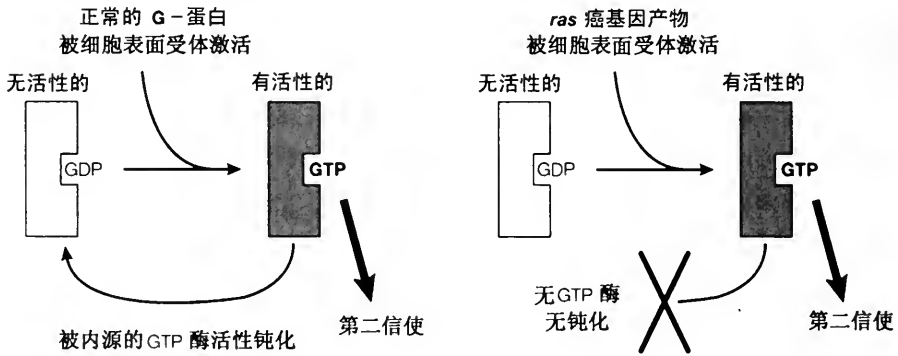 正常的 G-蛋白
被细胞表面受体激活
无活性的
有活性的
GDP
GTP
第二信使
被内源的GTP 酶活性钝化
ras 癌基因产物
被细胞表面受体激活
无活性的
有活性的
GDP
GTP
无GTP 酶
无钝化
第二信使